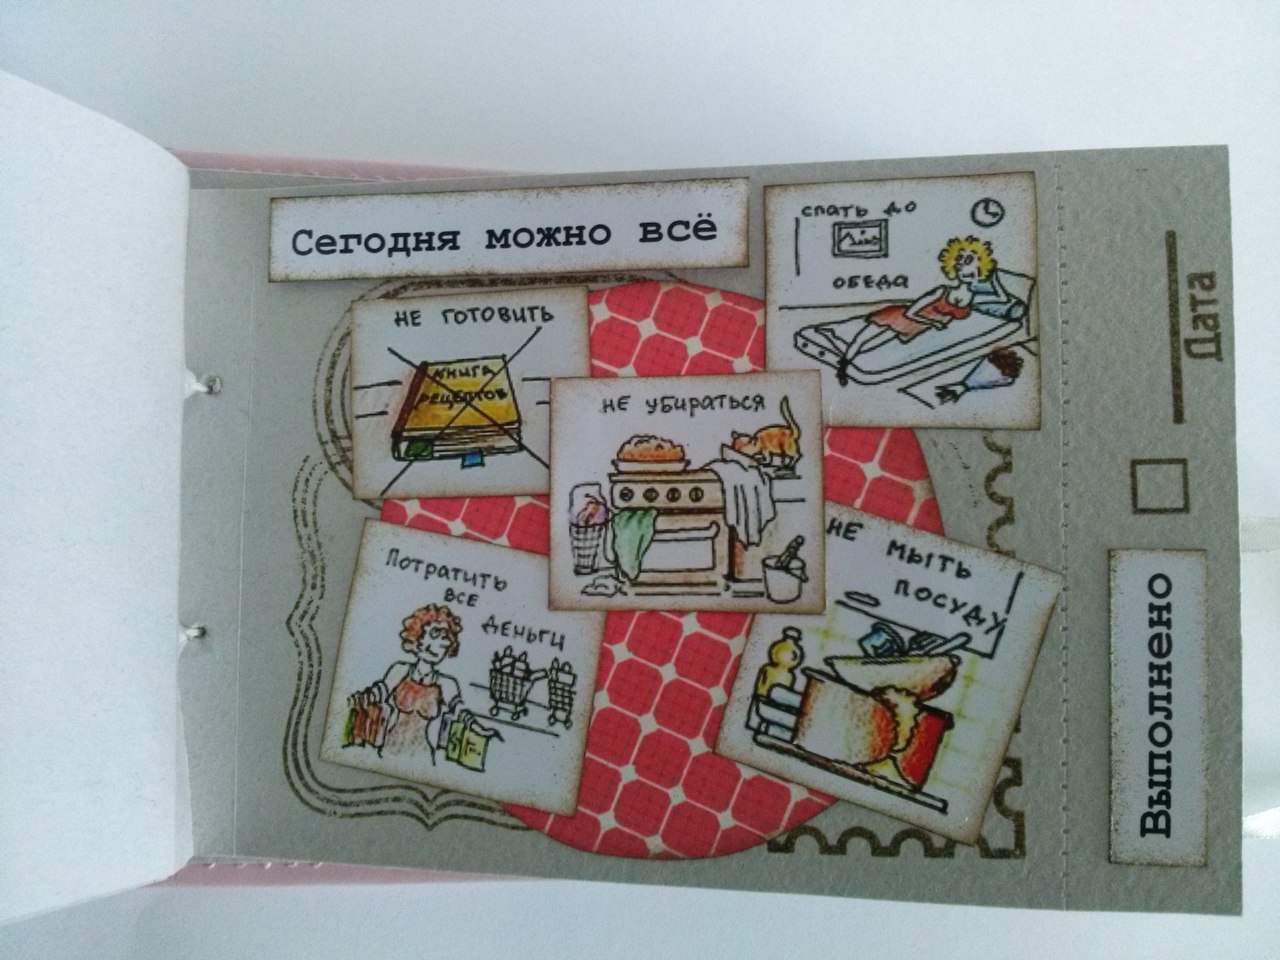 Сегодня можно всё
спать до
обеда
не готовить
книга
рецептов
не убираться
не мыть
посуду
потратить
все
деньги
Дата
Выполнено